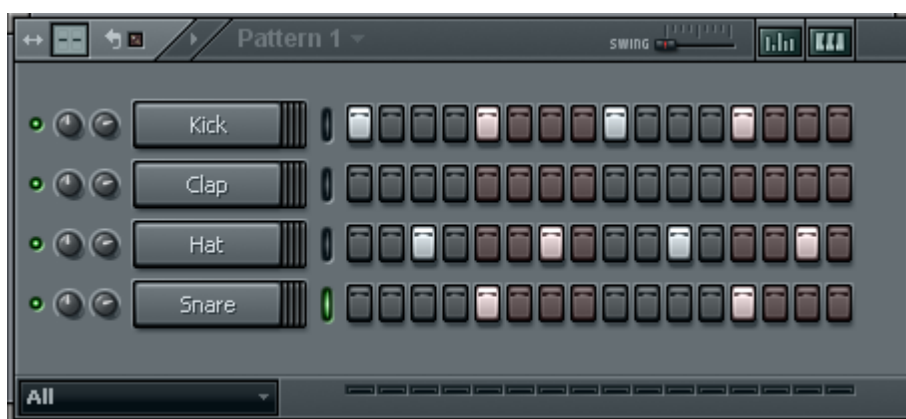 Pattern 1
SWING
Kick
Clap
Hat
Snare
All